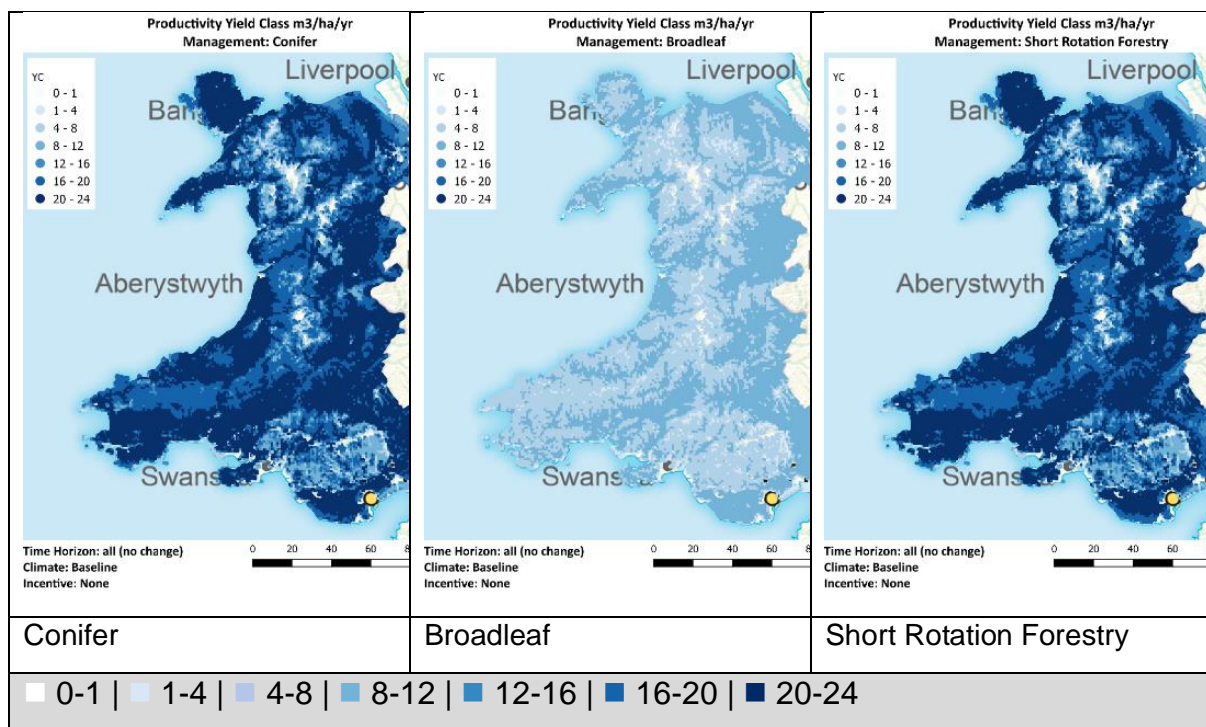 Productivity Yield Class m3/ha/yr
Management: Conifer
Liverpool
YC
0 - 1
1 - 4
4 - 8
8 - 12
12 - 16
16 - 20
20 - 24
Aberystwyth
Time Horizon: all (no change)
Climate: Baseline
Incentive: None
0 20 40 60
Conifer
Productivity Yield Class m3/ha/yr
Management: Broadleaf
Liverpool
YC
0 - 1
1 - 4
4 - 8
8 - 12
12 - 16
16 - 20
20 - 24
Aberystwyth
Time Horizon: all (no change)
Climate: Baseline
Incentive: None
0 20 40 60
Broadleaf
Productivity Yield Class m3/ha/yr
Management: Short Rotation Forestry
Liverpool
YC
0 - 1
1 - 4
4 - 8
8 - 12
12 - 16
16 - 20
20 - 24
Aberystwyth
Time Horizon: all (no change)
Climate: Baseline
Incentive: None
0 20 40 60
Short Rotation Forestry
0-1 | 1-4 | 4-8 | 8-12 | 12-16 | 16-20 | 20-24